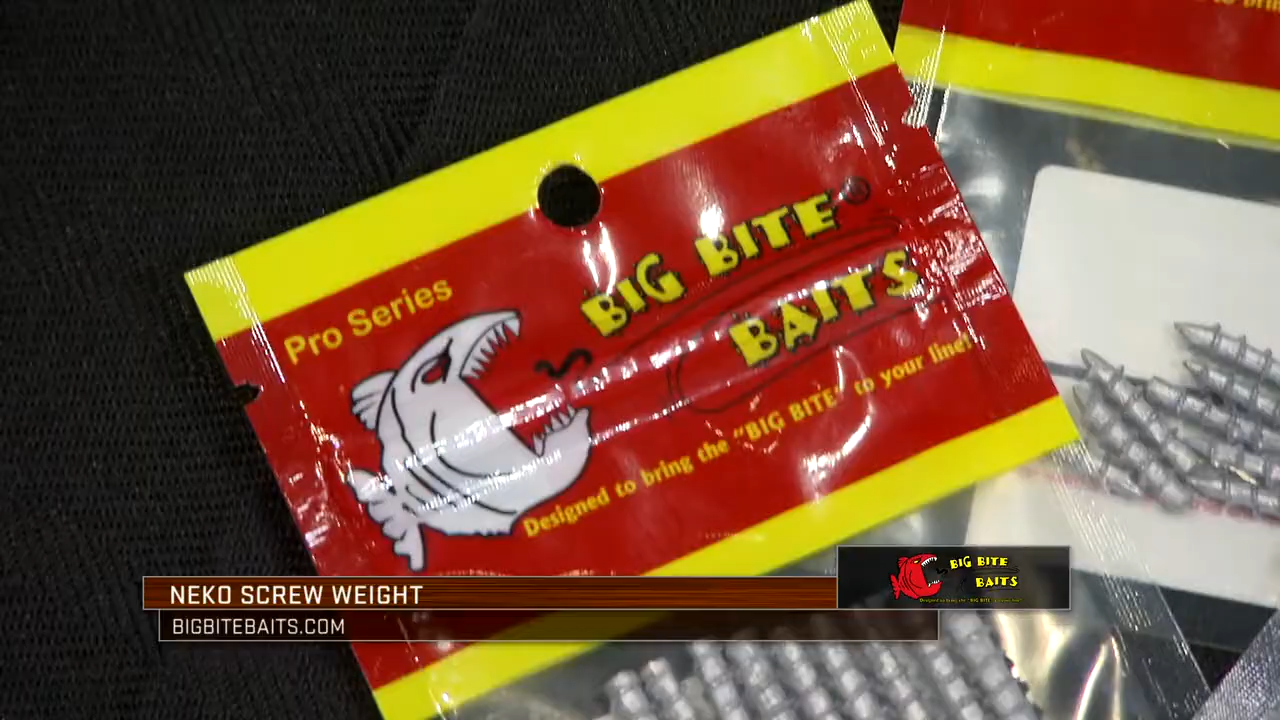 Pro Series
BIG BITE®
BAITS
Designed to bring the "BIG BITE" to your line!
NEKO SCREW WEIGHT
BIGBITEBAITS.COM
BIG BITE
BAITS